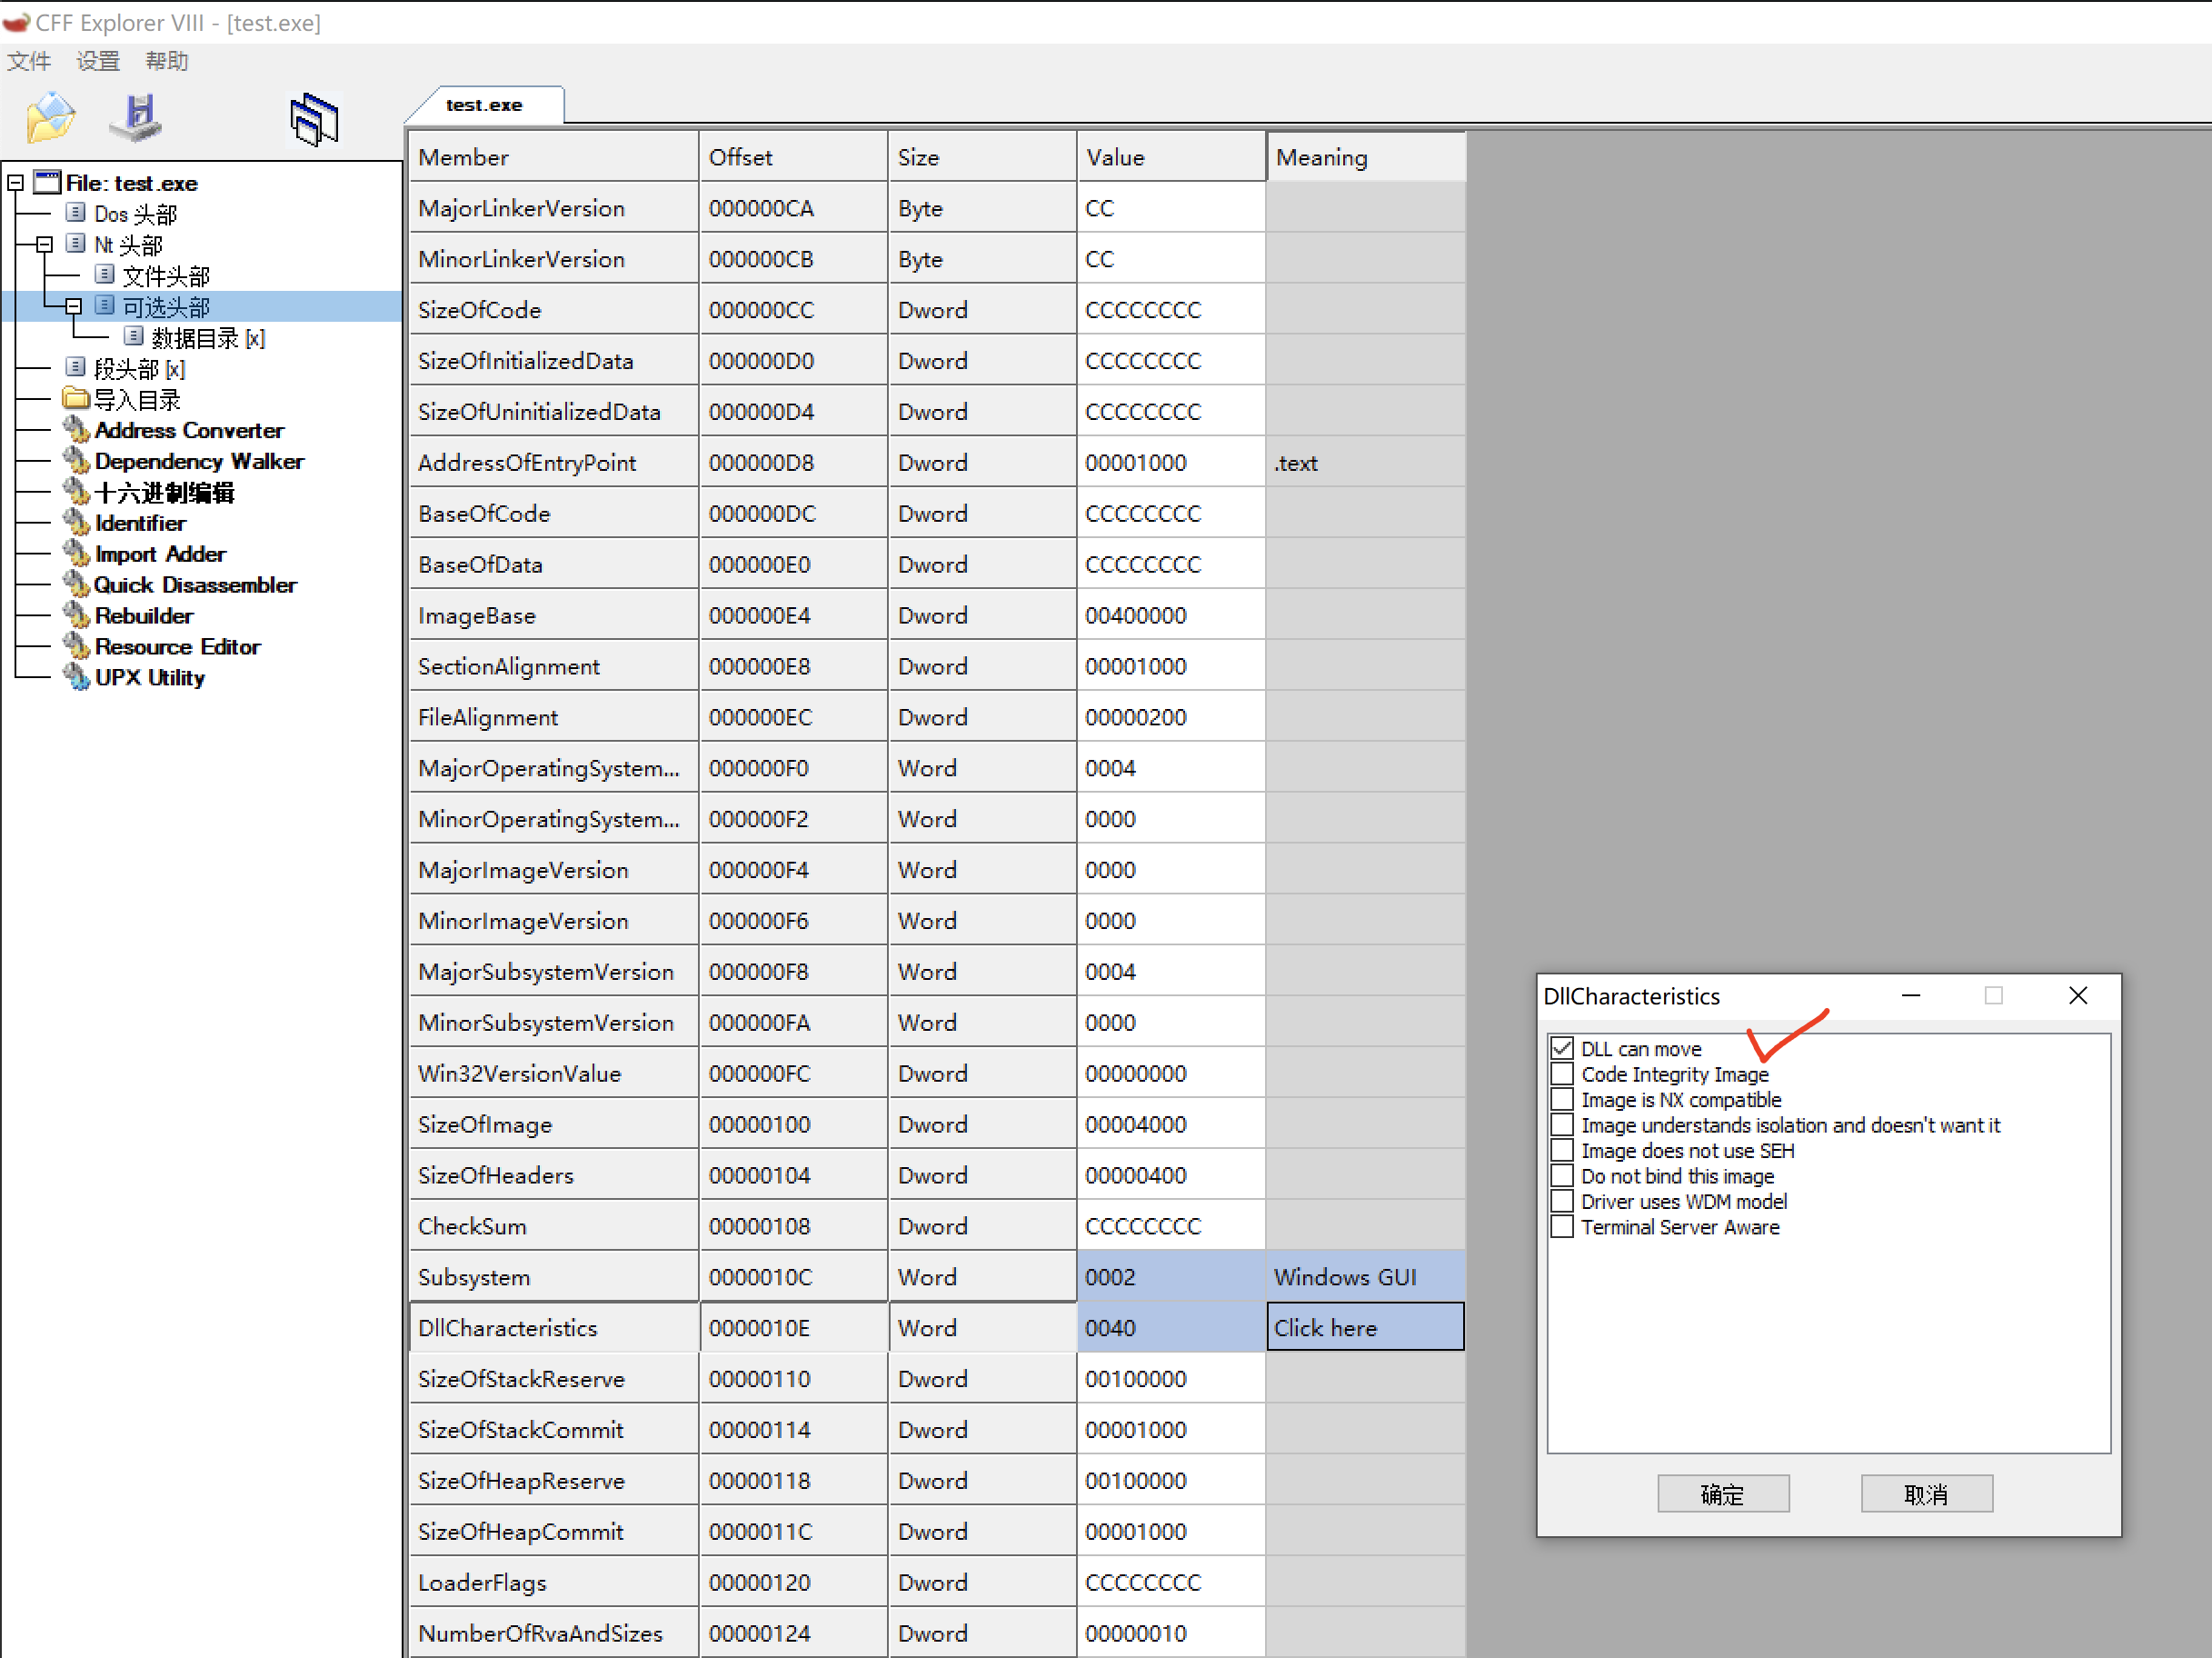 CFF Explorer VIII - [test.exe]
文件 设置 帮助
test.exe
File: test.exe
Dos 头部
Nt 头部
文件头部
可选头部
数据目录 [x]
段头部 [x]
导入目录
Address Converter
Dependency Walker
十六进制编辑
Identifier
Import Adder
Quick Disassembler
Rebuilder
Resource Editor
UPX Utility
Member Offset Size Value Meaning
MajorLinkerVersion 000000CA Byte CC
MinorLinkerVersion 000000CB Byte CC
SizeOfCode 000000CC Dword CCCCCCCC
SizeOfInitializedData 000000D0 Dword CCCCCCCC
SizeOfUninitializedData 000000D4 Dword CCCCCCCC
AddressOfEntryPoint 000000D8 Dword 00001000 .text
BaseOfCode 000000DC Dword CCCCCCCC
BaseOfData 000000E0 Dword CCCCCCCC
ImageBase 000000E4 Dword 00400000
SectionAlignment 000000E8 Dword 00001000
FileAlignment 000000EC Dword 00000200
MajorOperatingSystem... 000000F0 Word 0004
MinorOperatingSystem... 000000F2 Word 0000
MajorImageVersion 000000F4 Word 0000
MinorImageVersion 000000F6 Word 0000
MajorSubsystemVersion 000000F8 Word 0004
MinorSubsystemVersion 000000FA Word 0000
Win32VersionValue 000000FC Dword 00000000
SizeOfImage 00000100 Dword 00004000
SizeOfHeaders 00000104 Dword 00000400
CheckSum 00000108 Dword CCCCCCCC
Subsystem 0000010C Word 0002 Windows GUI
DllCharacteristics 0000010E Word 0040 Click here
SizeOfStackReserve 00000110 Dword 00100000
SizeOfStackCommit 00000114 Dword 00001000
SizeOfHeapReserve 00000118 Dword 00100000
SizeOfHeapCommit 0000011C Dword 00001000
LoaderFlags 00000120 Dword CCCCCCCC
NumberOfRvaAndSizes 00000124 Dword 00000010
DllCharacteristics
DLL can move
Code Integrity Image
Image is NX compatible
Image understands isolation and doesn't want it
Image does not use SEH
Do not bind this image
Driver uses WDM model
Terminal Server Aware
确定 取消